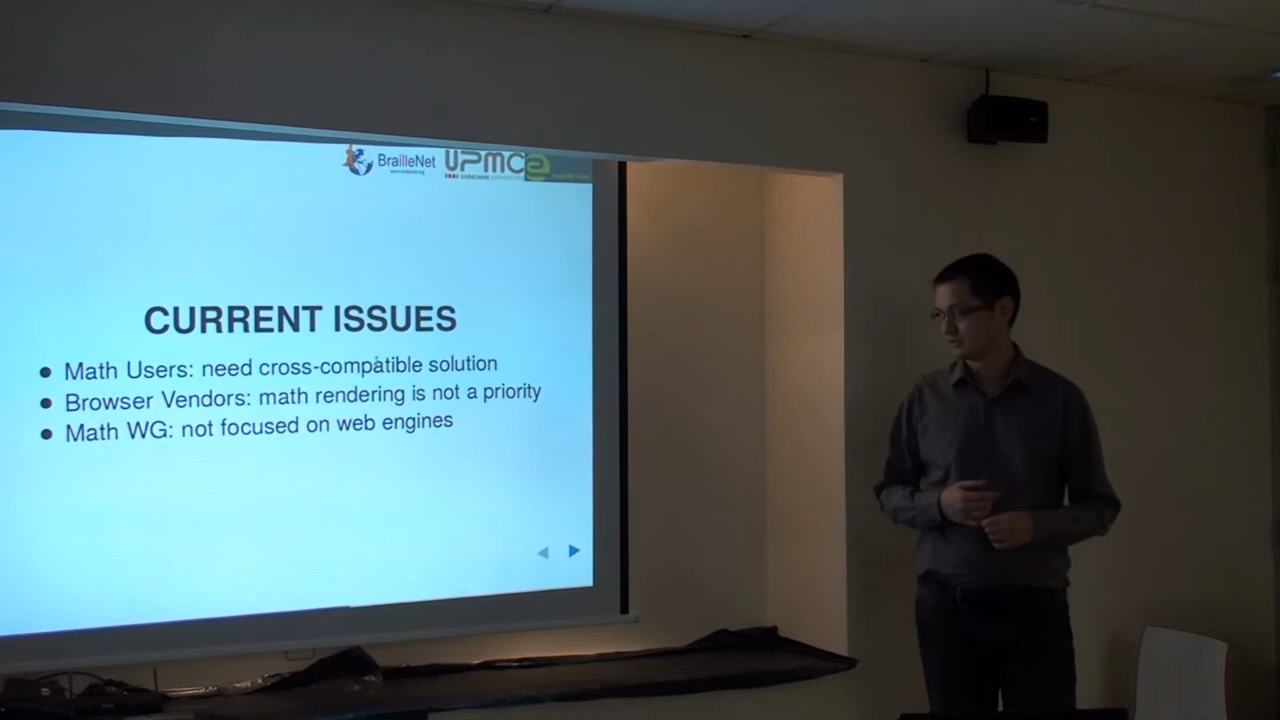 BrailleNet
UPMC
CURRENT ISSUES
Math Users: need cross-compatible solution
Browser Vendors: math rendering is not a priority
Math WG: not focused on web engines